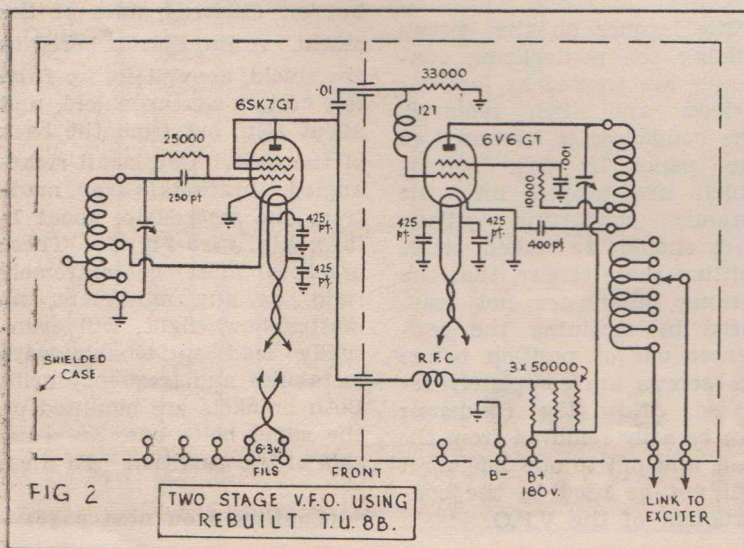 .01
33000
6SK7GT
12T
6V6 GT
25000
.001
10000
250 pf
425
pf.
425
pf.
425
pf.
425
pf.
400 pf
SHIELDED
CASE
R.F.C
3 x 50000
6·3v.
FILS
FRONT
B-
B+
180 v.
LINK TO
EXCITER
FIG 2
TWO STAGE V.F.O. USING
REBUILT T.U. 8B.